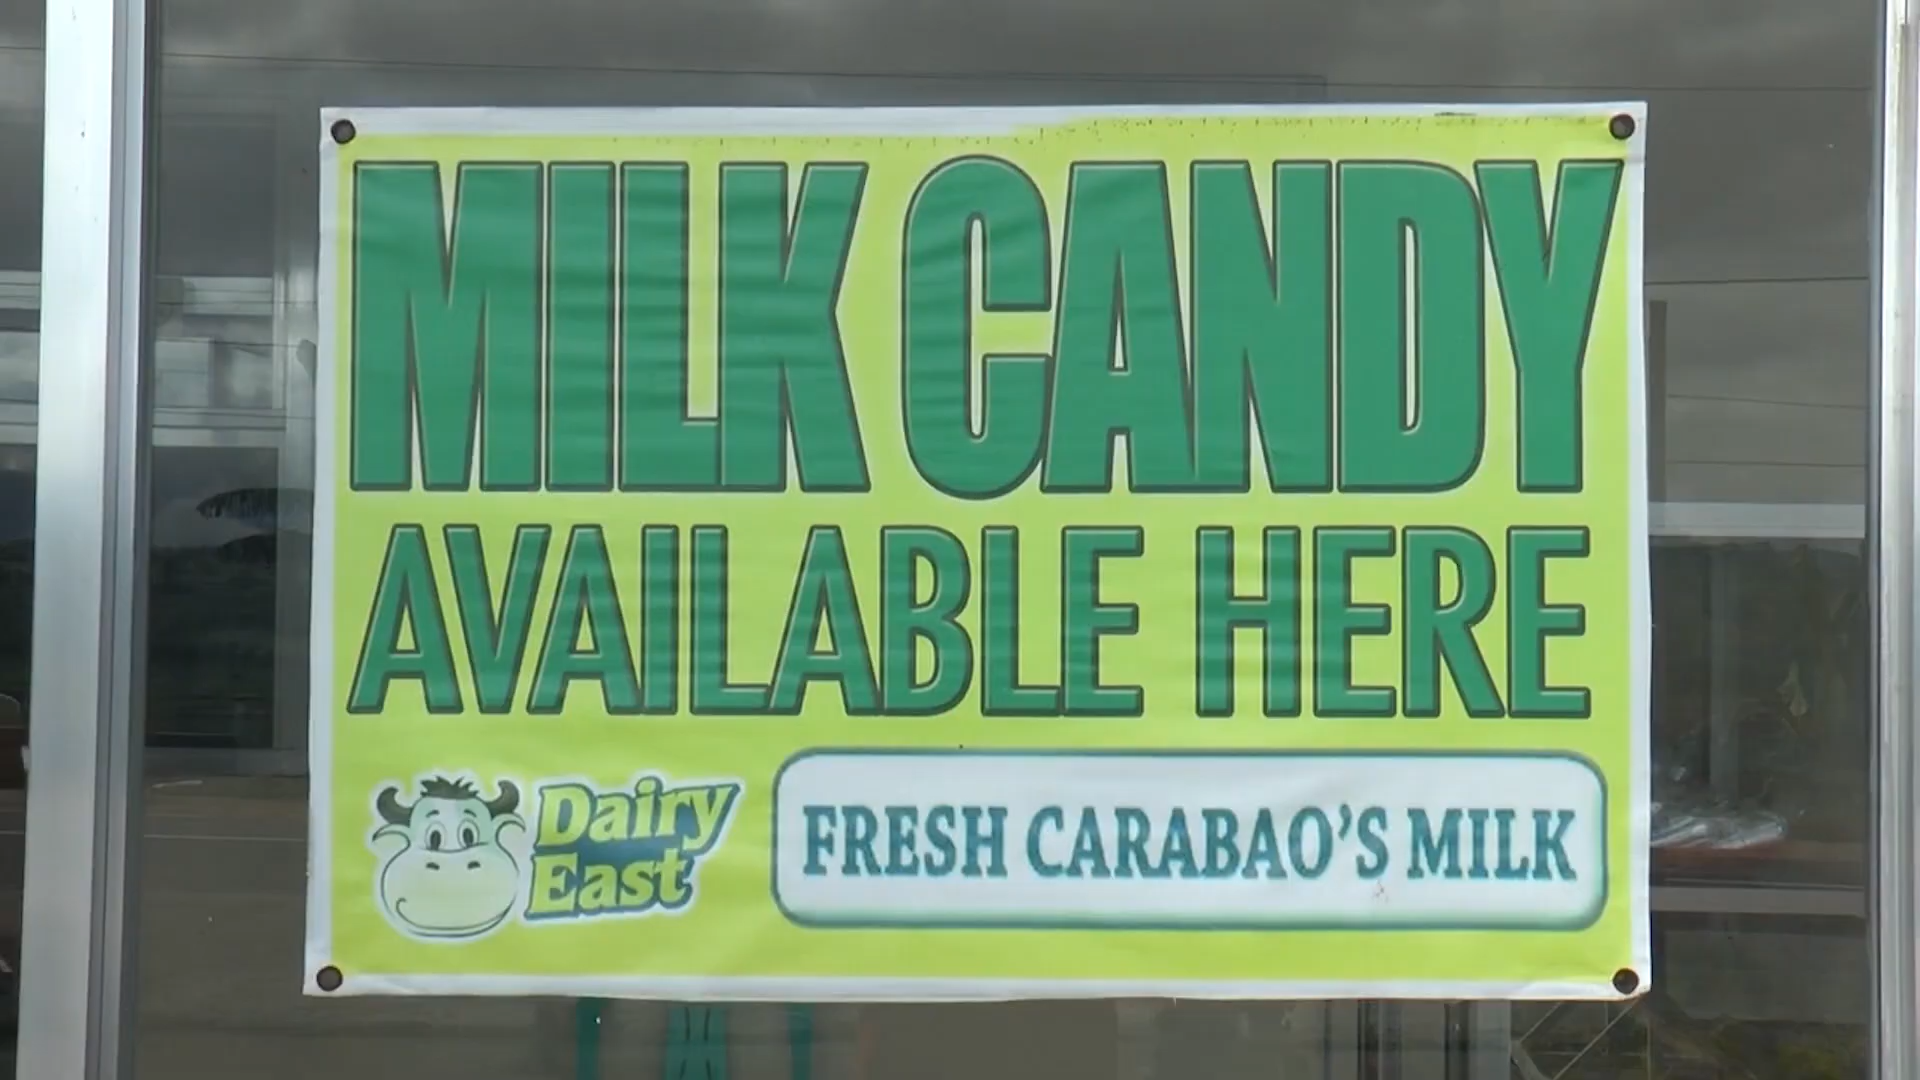 MILK CANDY
AVAILABLE HERE
Dairy
East
FRESH CARABAO'S MILK